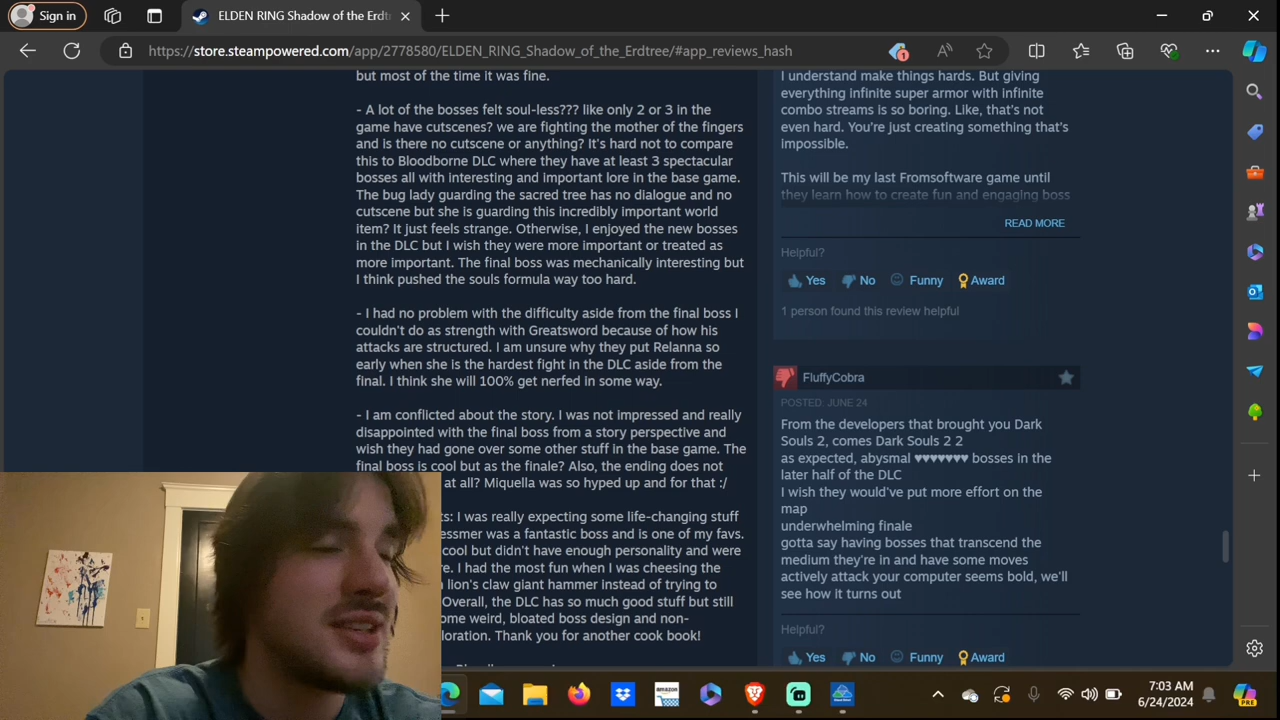 Sign in
ELDEN RING Shadow of the Erdt
https://store.steampowered.com/app/2778580/ELDEN_RING_Shadow_of_the_Erdtree/#app_reviews_hash
1
but most of the time it was fine.
- A lot of the bosses felt soul-less??? like only 2 or 3 in the
game have cutscenes? we are fighting the mother of the fingers
and is there no cutscene or anything? It's hard not to compare
this to Bloodborne DLC where they have at least 3 spectacular
bosses all with interesting and important lore in the base game.
The bug lady guarding the sacred tree has no dialogue and no
cutscene but she is guarding this incredibly important world
item? It just feels strange. Otherwise, I enjoyed the new bosses
in the DLC but I wish they were more important or treated as
more important. The final boss was mechanically interesting but
I think pushed the souls formula way too hard.
- I had no problem with the difficulty aside from the final boss I
couldn't do as strength with Greatsword because of how his
attacks are structured. I am unsure why they put Relanna so
early when she is the hardest fight in the DLC aside from the
final. I think she will 100% get nerfed in some way.
- I am conflicted about the story. I was not impressed and really
disappointed with the final boss from a story perspective and
wish they had gone over some other stuff in the base game. The
final boss is cool but as the finale? Also, the ending does not
at all? Miquella was so hyped up and for that :/
ts: I was really expecting some life-changing stuff
essmer was a fantastic boss and is one of my favs.
cool but didn't have enough personality and were
re. I had the most fun when I was cheesing the
lion's claw giant hammer instead of trying to
Overall, the DLC has so much good stuff but still
ome weird, bloated boss design and non-
loration. Thank you for another cook book!
I understand make things hards. But giving
everything infinite super armor with infinite
combo streams is so boring. Like, that's not
even hard. You're just creating something that's
impossible.
This will be my last Fromsoftware game until
they learn how to create fun and engaging boss
READ MORE
Helpful?
Yes No Funny Award
1 person found this review helpful
FluffyCobra
POSTED: JUNE 24
From the developers that brought you Dark
Souls 2, comes Dark Souls 2 2
as expected, abysmal ♥♥♥♥♥♥♥ bosses in the
later half of the DLC
I wish they would've put more effort on the
map
underwhelming finale
gotta say having bosses that transcend the
medium they're in and have some moves
actively attack your computer seems bold, we'll
see how it turns out
Helpful?
Yes No Funny Award
amazon
7:03 AM
6/24/2024
PRE